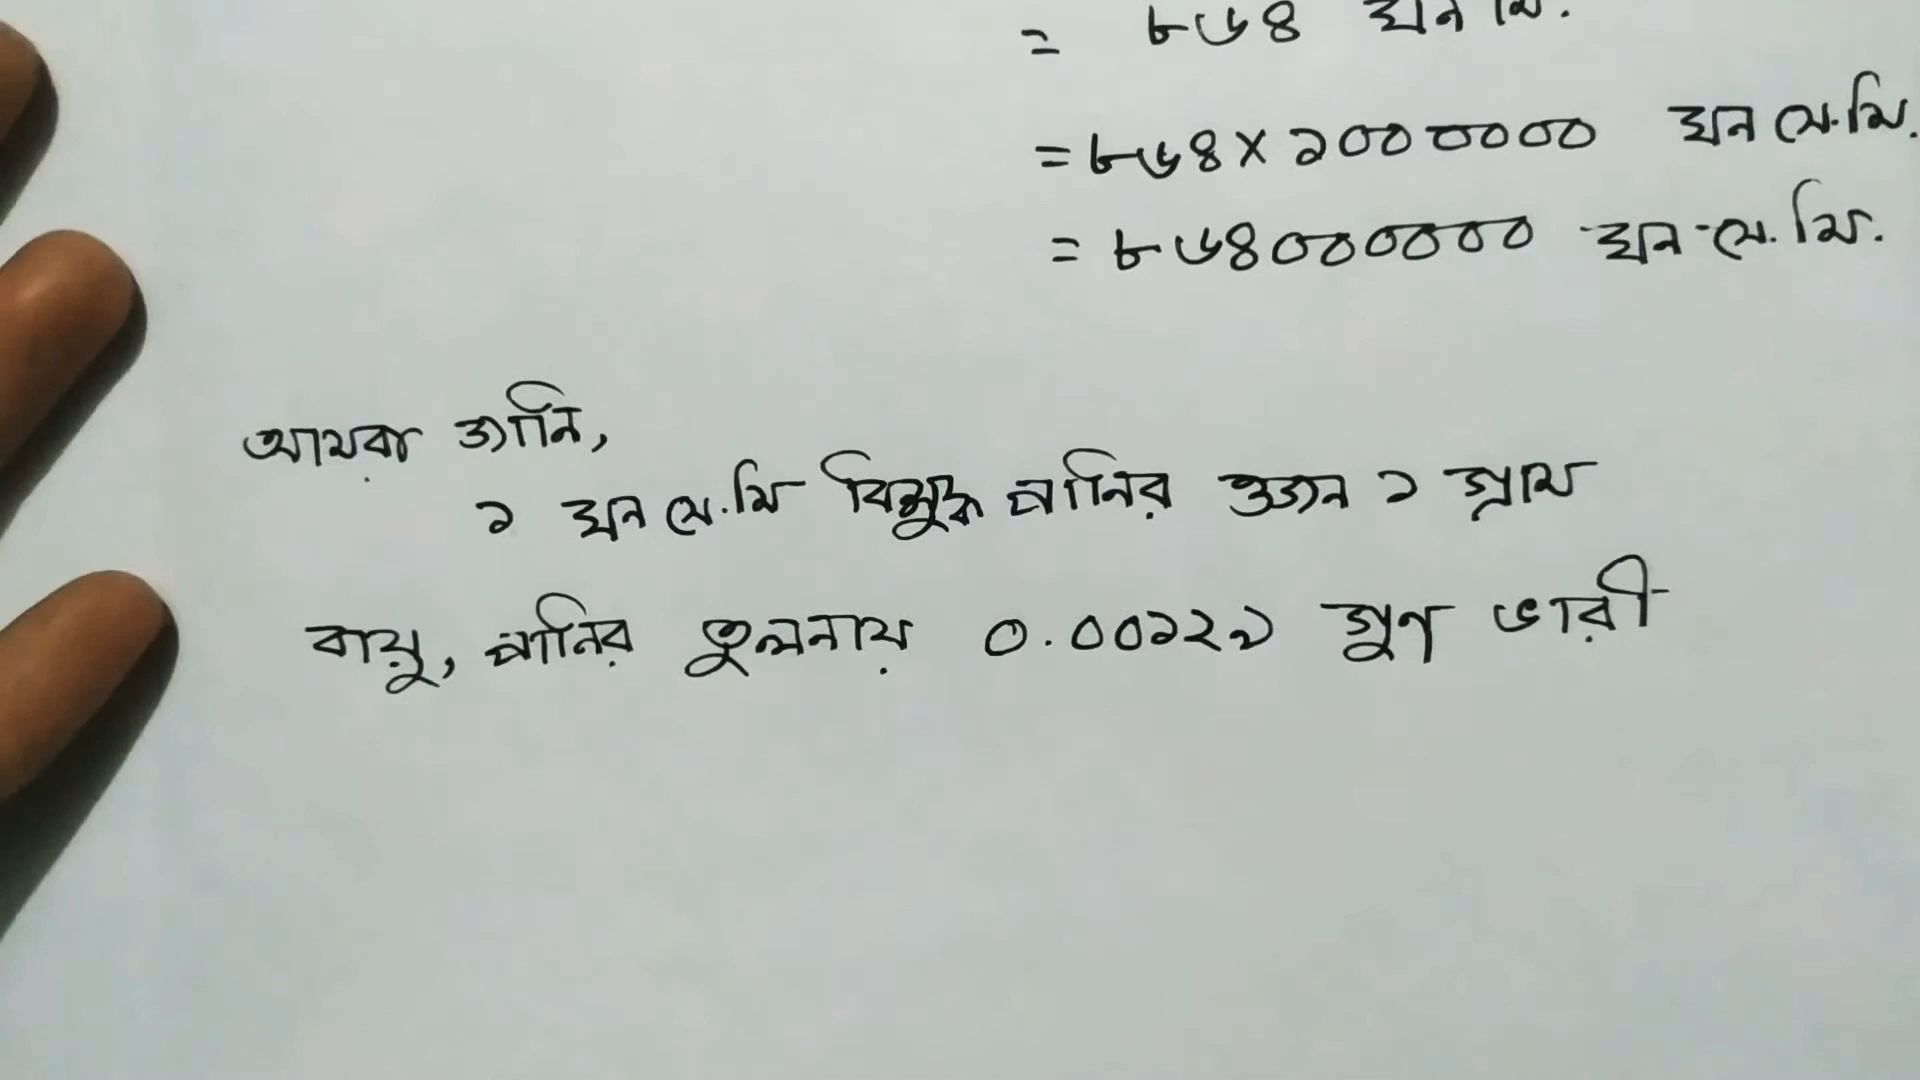 = ৮৬৪ ঘন মি.
= ৮৬৪ × ১০০০০০০ ঘন সে.মি.
= ৮৬৪০০০০০০ ঘন সে.মি.
আমরা জানি,
১ ঘন সে.মি বিশুদ্ধ পানির ওজন ১ গ্রাম
বায়ু, পানির তুলনায় ০.০০১২৯ গুণ ভারী